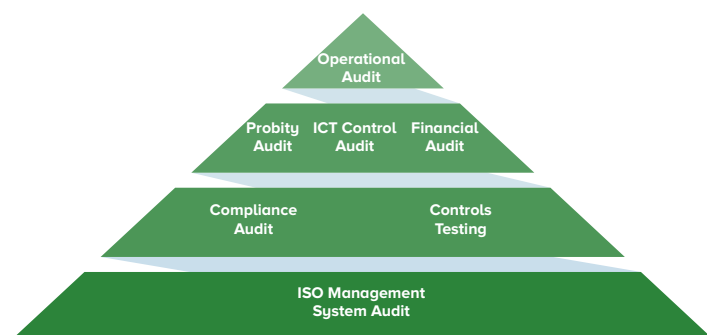 Operational
Audit
Probity ICT Control Financial
Audit Audit Audit
Compliance Controls
Audit Testing
ISO Management
System Audit